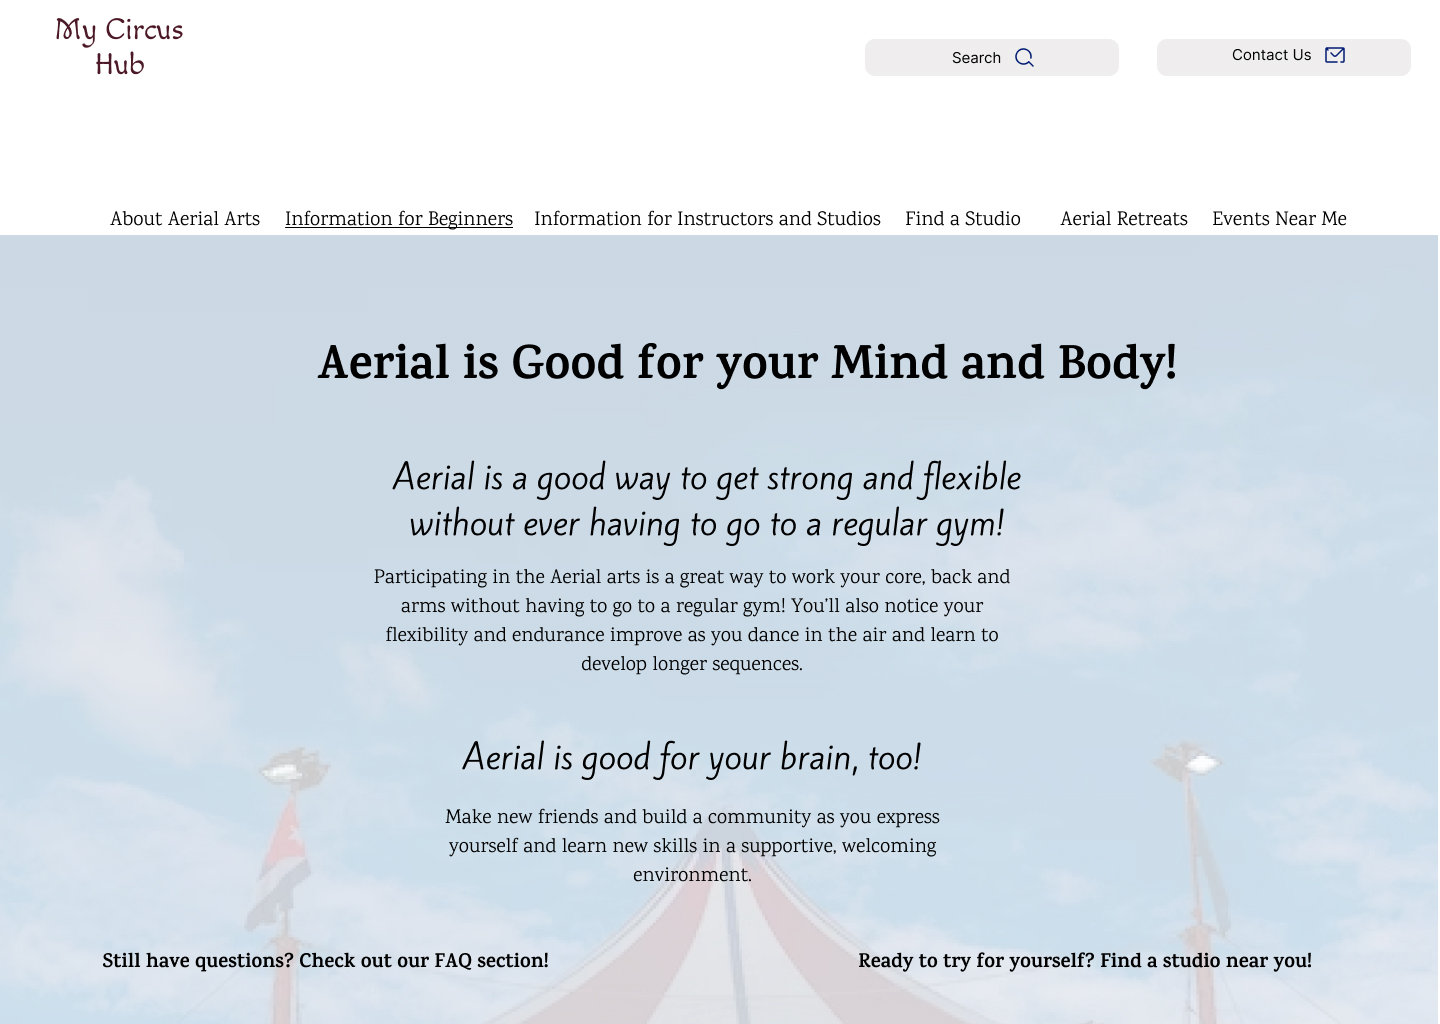 My Circus
Hub
Search
Contact Us
About Aerial Arts
Information for Beginners
Information for Instructors and Studios
Find a Studio
Aerial Retreats
Events Near Me
Aerial is Good for your Mind and Body!
Aerial is a good way to get strong and flexible
without ever having to go to a regular gym!
Participating in the Aerial arts is a great way to work your core, back and
arms without having to go to a regular gym! You'll also notice your
flexibility and endurance improve as you dance in the air and learn to
develop longer sequences.
Aerial is good for your brain, too!
Make new friends and build a community as you express
yourself and learn new skills in a supportive, welcoming
environment.
Still have questions? Check out our FAQ section!
Ready to try for yourself? Find a studio near you!